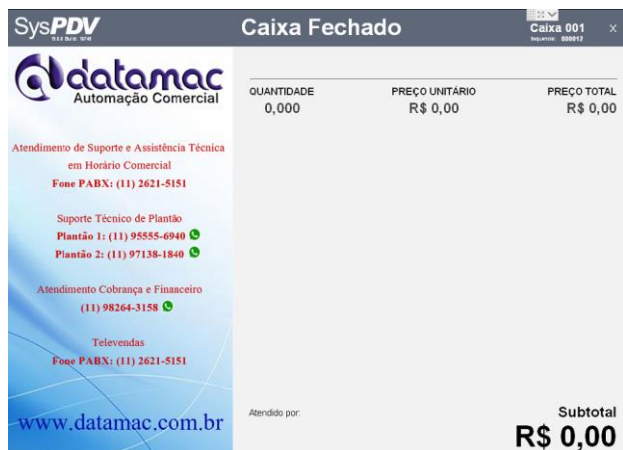 SysPDV
Caixa Fechado
Caixa 001
X
Sequencial: 000012
datamac
Automação Comercial
Atendimento de Suporte e Assistência Técnica
em Horário Comercial
Fone PABX: (11) 2621-5151
Suporte Técnico de Plantão
Plantão 1: (11) 95555-6940
Plantão 2: (11) 97138-1840
Atendimento Cobrança e Financeiro
(11) 98264-3158
Televendas
Fone PABX: (11) 2621-5151
www.datamac.com.br
QUANTIDADE PREÇO UNITÁRIO PREÇO TOTAL
0,000 R$ 0,00 R$ 0,00
Atendido por:
Subtotal
R$ 0,00